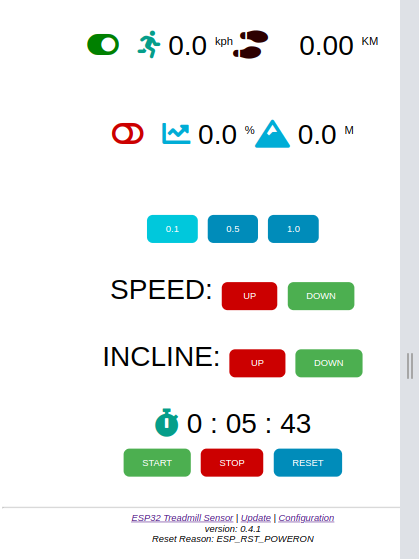 0.0 kph 0.00 KM
0.0 % 0.0 M
0.1 0.5 1.0
SPEED: UP DOWN
INCLINE: UP DOWN
0 : 05 : 43
START STOP RESET
ESP32 Treadmill Sensor | Update | Configuration
version: 0.4.1
Reset Reason: ESP_RST_POWERON